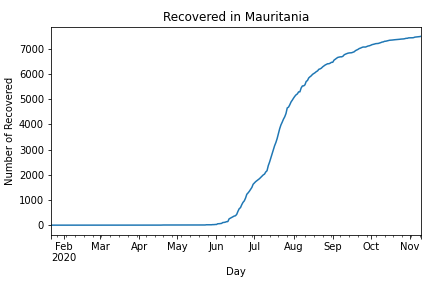 Recovered in Mauritania
Number of Recovered
7000
6000
5000
4000
3000
2000
1000
0
Feb Mar Apr May Jun Jul Aug Sep Oct Nov
2020
Day